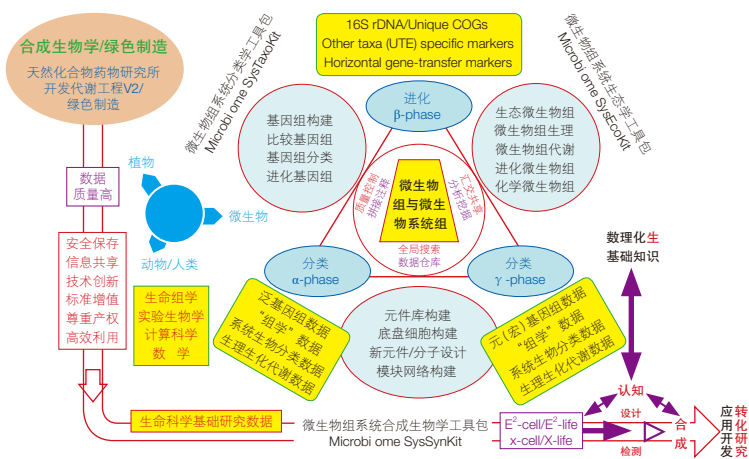 合成生物学/绿色制造
天然化合物药物研究所
开发代谢工程V2/
绿色制造
数据
质量高
安全保存
信息共享
技术创新
标准增值
尊重产权
高效利用
植物
微生物
动物/人类
生命组学
实验生物学
计算科学
数 学
16S rDNA/Unique COGs
Other taxa (UTE) specific markers
Horizontal gene-transfer markers
微生物组系统分类学工具包
Microbi ome SysTaxoKit
微生物组系统生态学工具包
Microbi ome SysEcoKit
进化
β-phase
基因组构建
比较基因组
基因组分类
进化基因组
生态微生物组
微生物组生理
微生物组代谢
进化微生物组
化学微生物组
质量控制
拼接注释
汇交共享
分析挖掘
微生物
组与微生
物系统组
全局搜索
数据仓库
分类
α-phase
分类
γ-phase
泛基因组数据
“组学”数据
系统生物分类数据
生理生化代谢数据
元件库构建
底盘细胞构建
新元件/分子设计
模块网络构建
元(宏)基因组数据
“组学”数据
系统生物分类数据
生理生化代谢数据
数理化生
基础知识
认知
设计
合
成
检测
生命科学基础研究数据
微生物组系统合成生物学工具包
Microbi ome SysSynKit
E²-cell/E²-life
x-cell/X-life
转化研究
应用开发